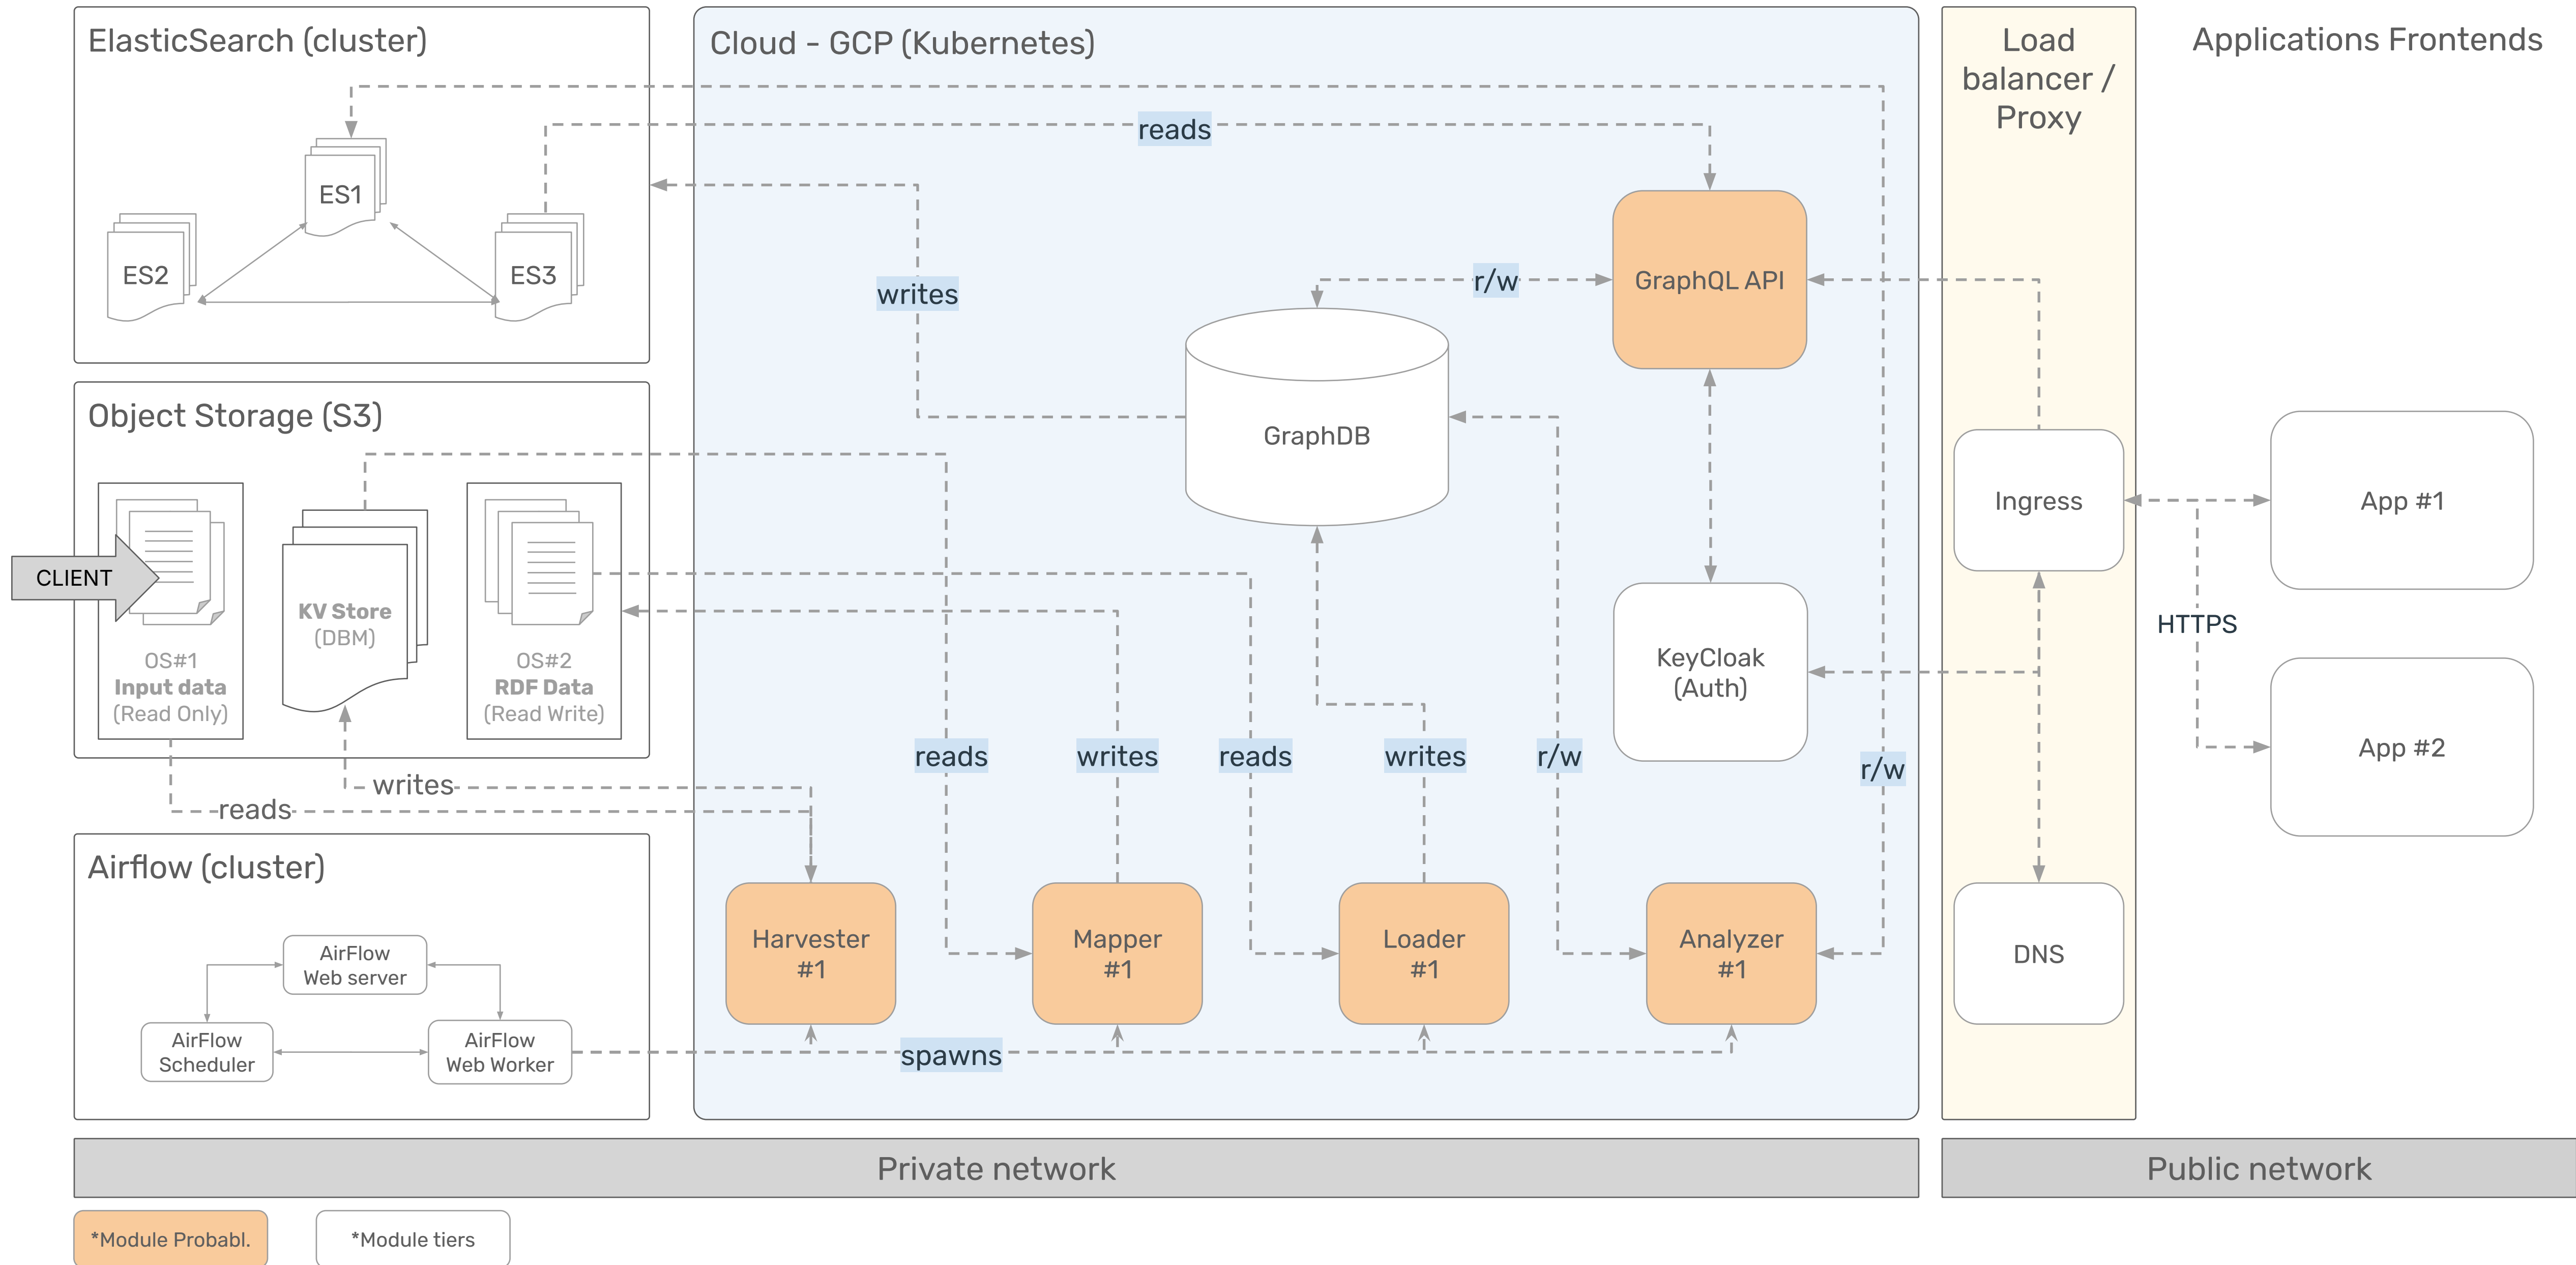 ElasticSearch (cluster)
ES1
ES2
ES3
Object Storage (S3)
CLIENT
OS#1
Input data
(Read Only)
KV Store
(DBM)
OS#2
RDF Data
(Read Write)
writes
reads
Airflow (cluster)
AirFlow
Web server
AirFlow
Scheduler
AirFlow
Web Worker
Cloud - GCP (Kubernetes)
reads
writes
r/w
GraphQL API
GraphDB
KeyCloak
(Auth)
reads
writes
reads
writes
r/w
r/w
Harvester
#1
Mapper
#1
Loader
#1
Analyzer
#1
spawns
Load
balancer /
Proxy
Ingress
DNS
Applications Frontends
App #1
HTTPS
App #2
Private network
Public network
*Module Probabl.
*Module tiers